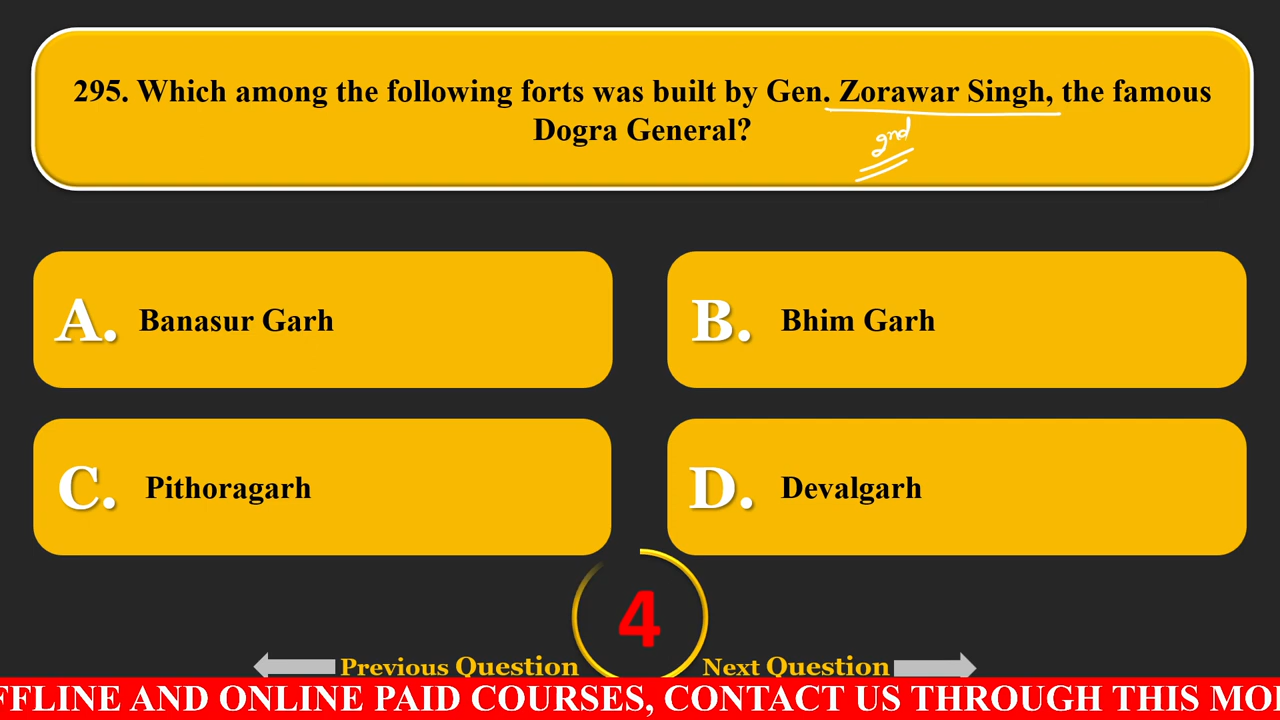 295. Which among the following forts was built by Gen. Zorawar Singh, the famous
Dogra General?
2nd
A. Banasur Garh
B. Bhim Garh
C. Pithoragarh
D. Devalgarh
4
Previous Question
Next Question
FFLINE AND ONLINE PAID COURSES, CONTACT US THROUGH THIS MO